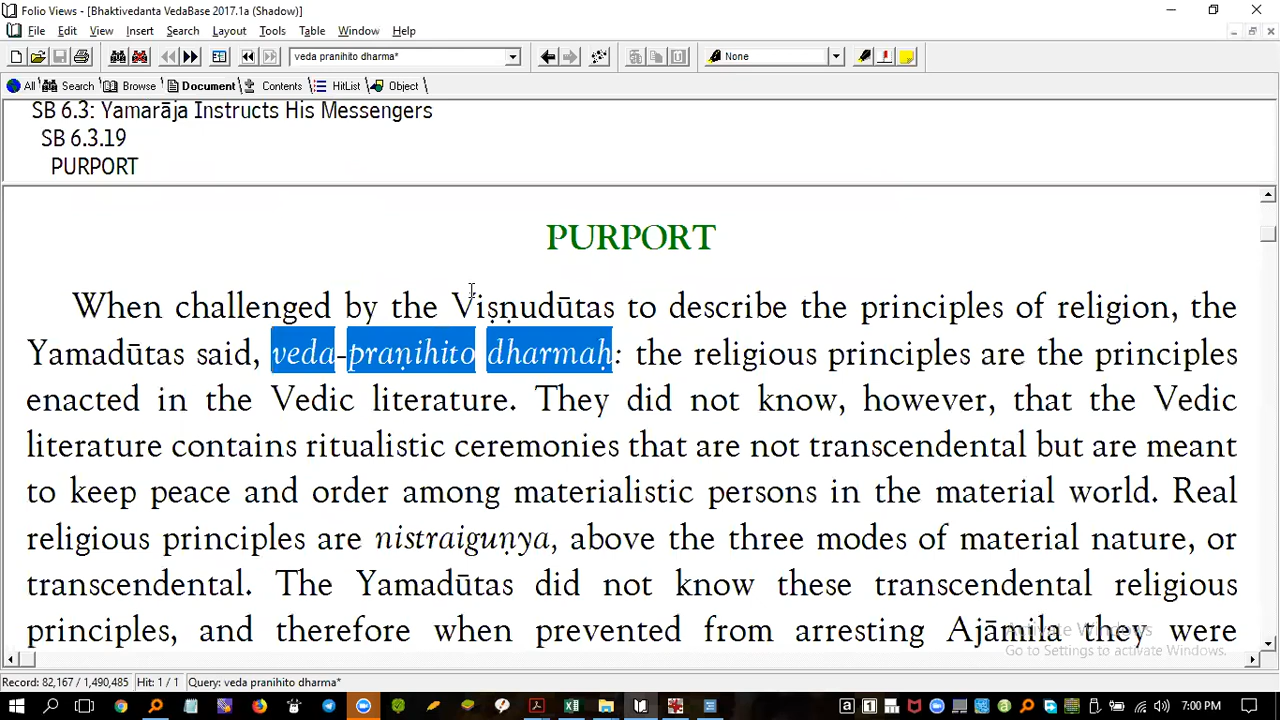 Folio Views - [Bhaktivedanta VedaBase 2017.1a (Shadow)]
File Edit View Insert Search Layout Tools Table Window Help
veda pranihito dharma* None
All Search Browse Document Contents HitList Object
SB 6.3: Yamarāja Instructs His Messengers
SB 6.3.19
PURPORT
PURPORT
When challenged by the Viṣṇudūtas to describe the principles of religion, the
Yamadūtas said, veda-praṇihito dharmaḥ: the religious principles are the principles
enacted in the Vedic literature. They did not know, however, that the Vedic
literature contains ritualistic ceremonies that are not transcendental but are meant
to keep peace and order among materialistic persons in the material world. Real
religious principles are nistraiguṇya, above the three modes of material nature, or
transcendental. The Yamadūtas did not know these transcendental religious
principles, and therefore when prevented from arresting Ajāmila they were
Activate Windows
Go to Settings to activate Windows.
Record: 82,167 / 1,490,485 Hit: 1 / 1 Query: veda pranihito dharma*
7:00 PM